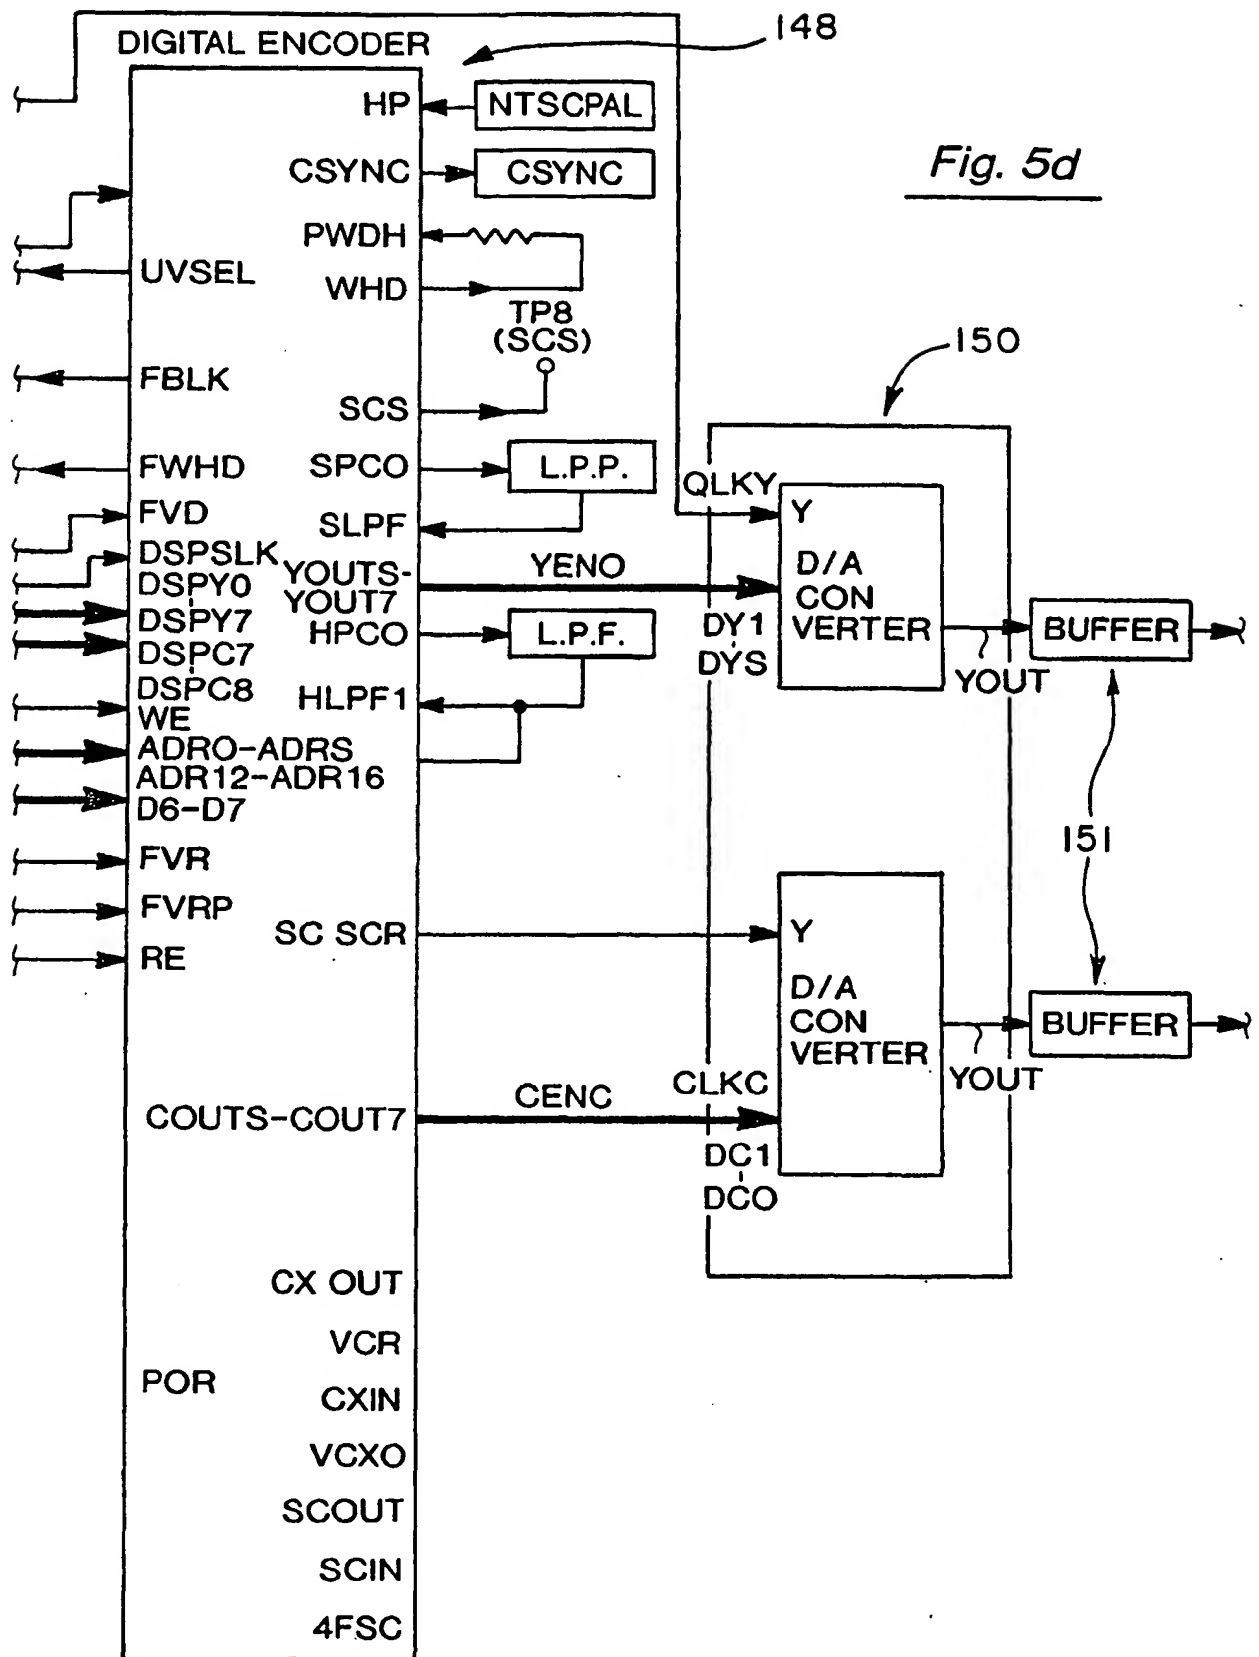 148
DIGITAL ENCODER
HP
NTSCPAL
Fig. 5d
CSYNC
CSYNC
PWDH
UVSEL
WHD
TP8
(SCS)
150
FBLK
SCS
FWHD
SPCO
L.P.P.
QLKY
FVD
SLPF
Y
DSPSLK
DSPY0
DSPY7
YOUTS-
YOUT7
YENO
D/A
CON
VERTER
DSPC7
DSPC8
HPCO
L.P.F.
DY1
DYS
YOUT
BUFFER
WE
HLPF1
ADRO-ADRS
ADR12-ADR16
D6-D7
151
FVR
FVRP
SC SCR
Y
RE
D/A
CON
VERTER
YOUT
BUFFER
CLKC
COUTS-COUT7
CENC
DC1
DCO
CX OUT
VCR
POR
CXIN
VCXO
SCOUT
SCIN
4FSC